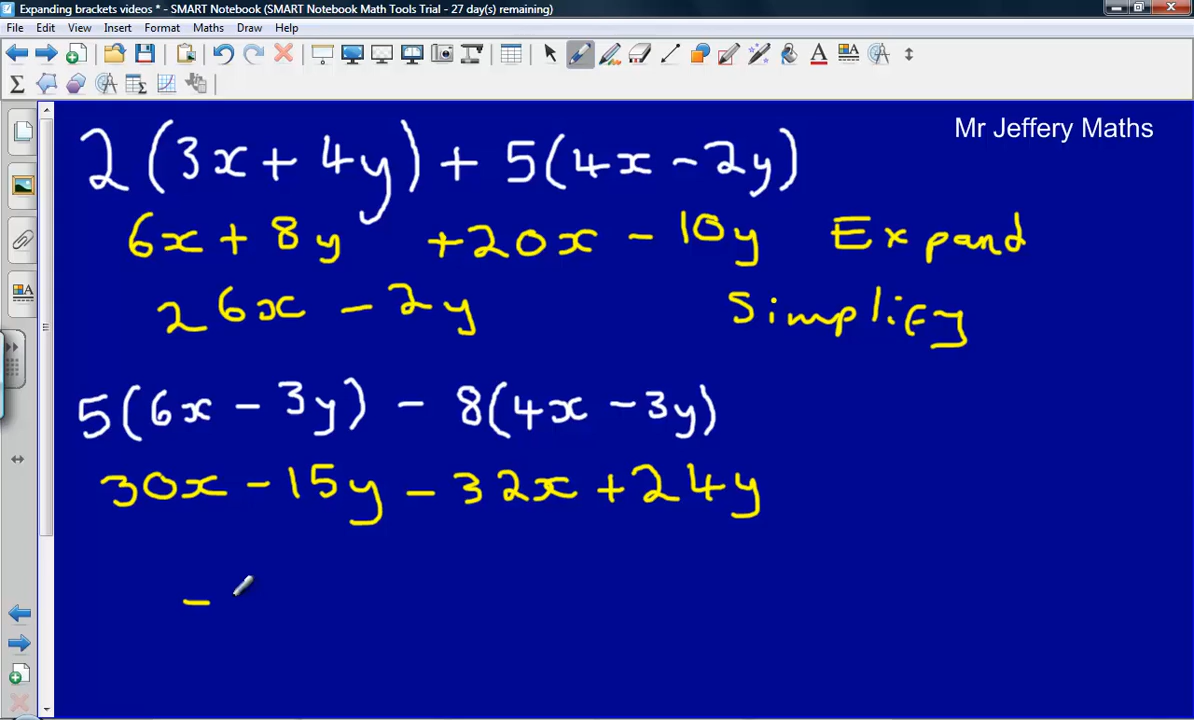 Expanding brackets videos * - SMART Notebook (SMART Notebook Math Tools Trial - 27 day(s) remaining)
File Edit View Insert Format Maths Draw Help
Mr Jeffery Maths
2(3x + 4y) + 5(4x - 2y)
6x + 8y +20x - 10y Expand
26x - 2y Simplify
5(6x - 3y) - 8(4x - 3y)
30x - 15y - 32x + 24y
-